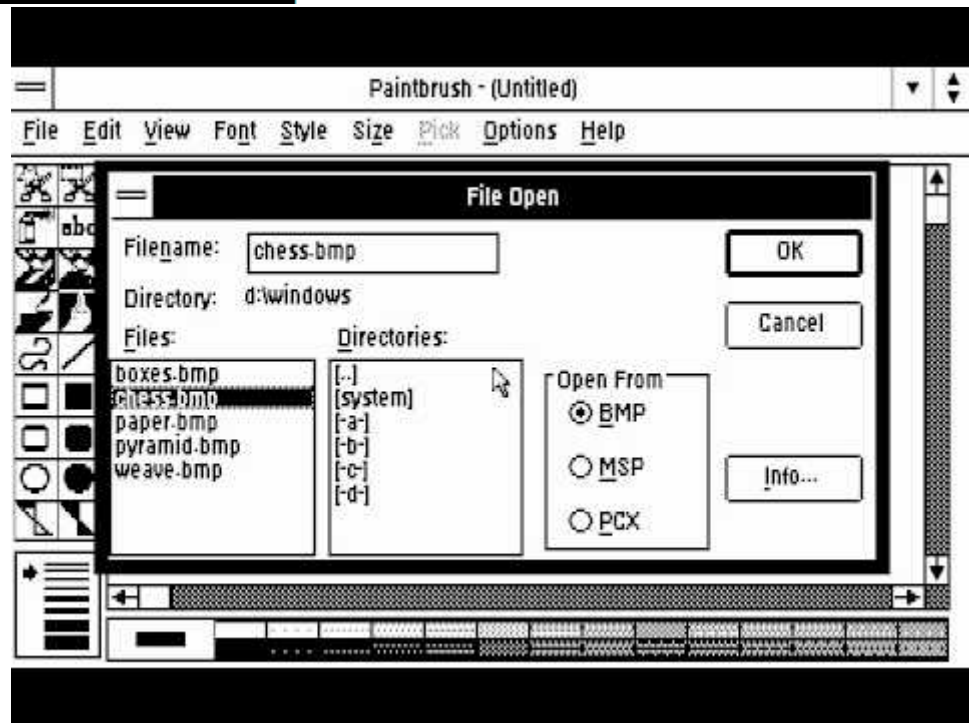 Paintbrush - (Untitled)
File Edit View Font Style Size Pick Options Help
abc
File Open
Filename: chess.bmp
OK
Directory: d:\windows
Cancel
Files:
Directories:
boxes.bmp
chess.bmp
paper.bmp
pyramid.bmp
weave.bmp
[..]
[system]
[-a-]
[-b-]
[-c-]
[-d-]
Open From
BMP
MSP
PCX
Info...